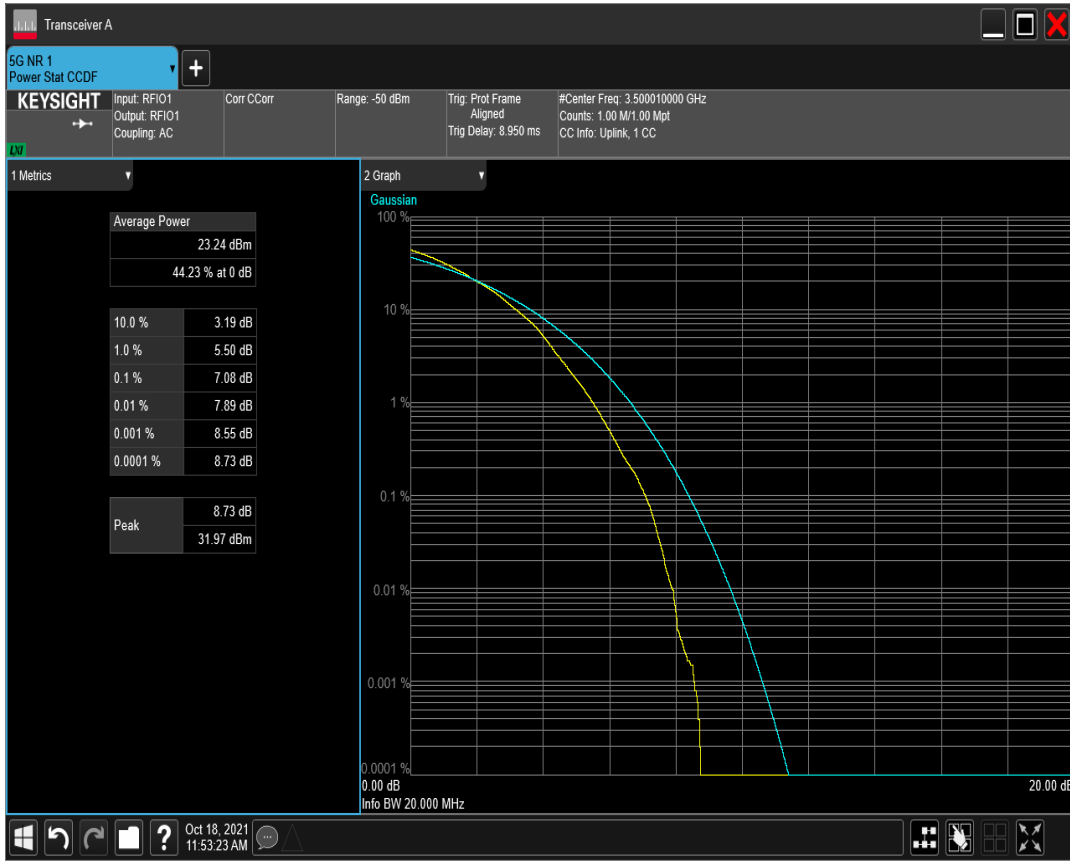 Transceiver A
5G NR 1
Power Stat CCDF
KEYSIGHT
LXI
Input: RFIO1
Output: RFIO1
Coupling: AC
Corr CCorr
Range: -50 dBm
Trig: Prot Frame
Aligned
Trig Delay: 8.950 ms
#Center Freq: 3.500010000 GHz
Counts: 1.00 M/1.00 Mpt
CC Info: Uplink, 1 CC
1 Metrics
Average Power
23.24 dBm
44.23 % at 0 dB
10.0 % 3.19 dB
1.0 % 5.50 dB
0.1 % 7.08 dB
0.01 % 7.89 dB
0.001 % 8.55 dB
0.0001 % 8.73 dB
Peak
8.73 dB
31.97 dBm
2 Graph
Gaussian
100 %
10 %
1 %
0.1 %
0.01 %
0.001 %
0.0001 %
0.00 dB 20.00 dB
Info BW 20.000 MHz
Oct 18, 2021
11:53:23 AM